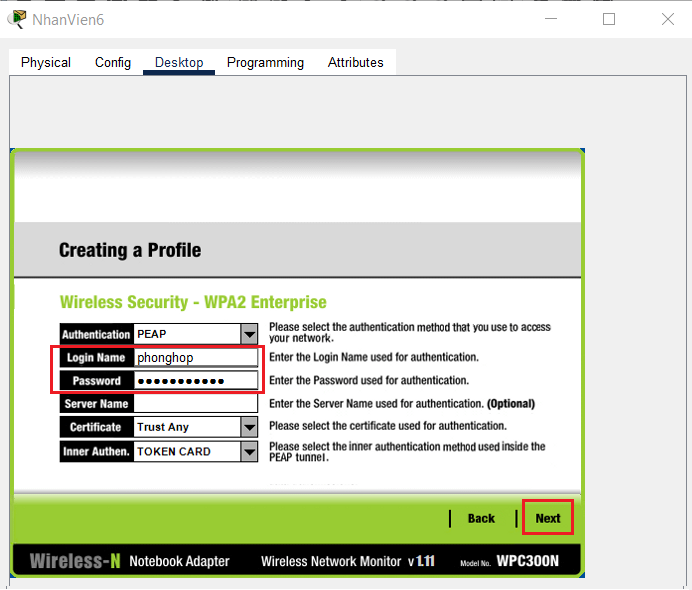 NhanVien6
Physical Config Desktop Programming Attributes
Creating a Profile
Wireless Security - WPA2 Enterprise
Authentication PEAP Please select the authentication method that you use to access
your network.
Login Name phonghop Enter the Login Name used for authentication.
Password ●●●●●●●●●●● Enter the Password used for authentication.
Server Name Enter the Server Name used for authentication. (Optional)
Certificate Trust Any Please select the certificate used for authentication.
Inner Authen. TOKEN CARD Please select the inner authentication method used inside the
PEAP tunnel.
Back Next
Wireless-N Notebook Adapter Wireless Network Monitor v1.11 Model No. WPC300N